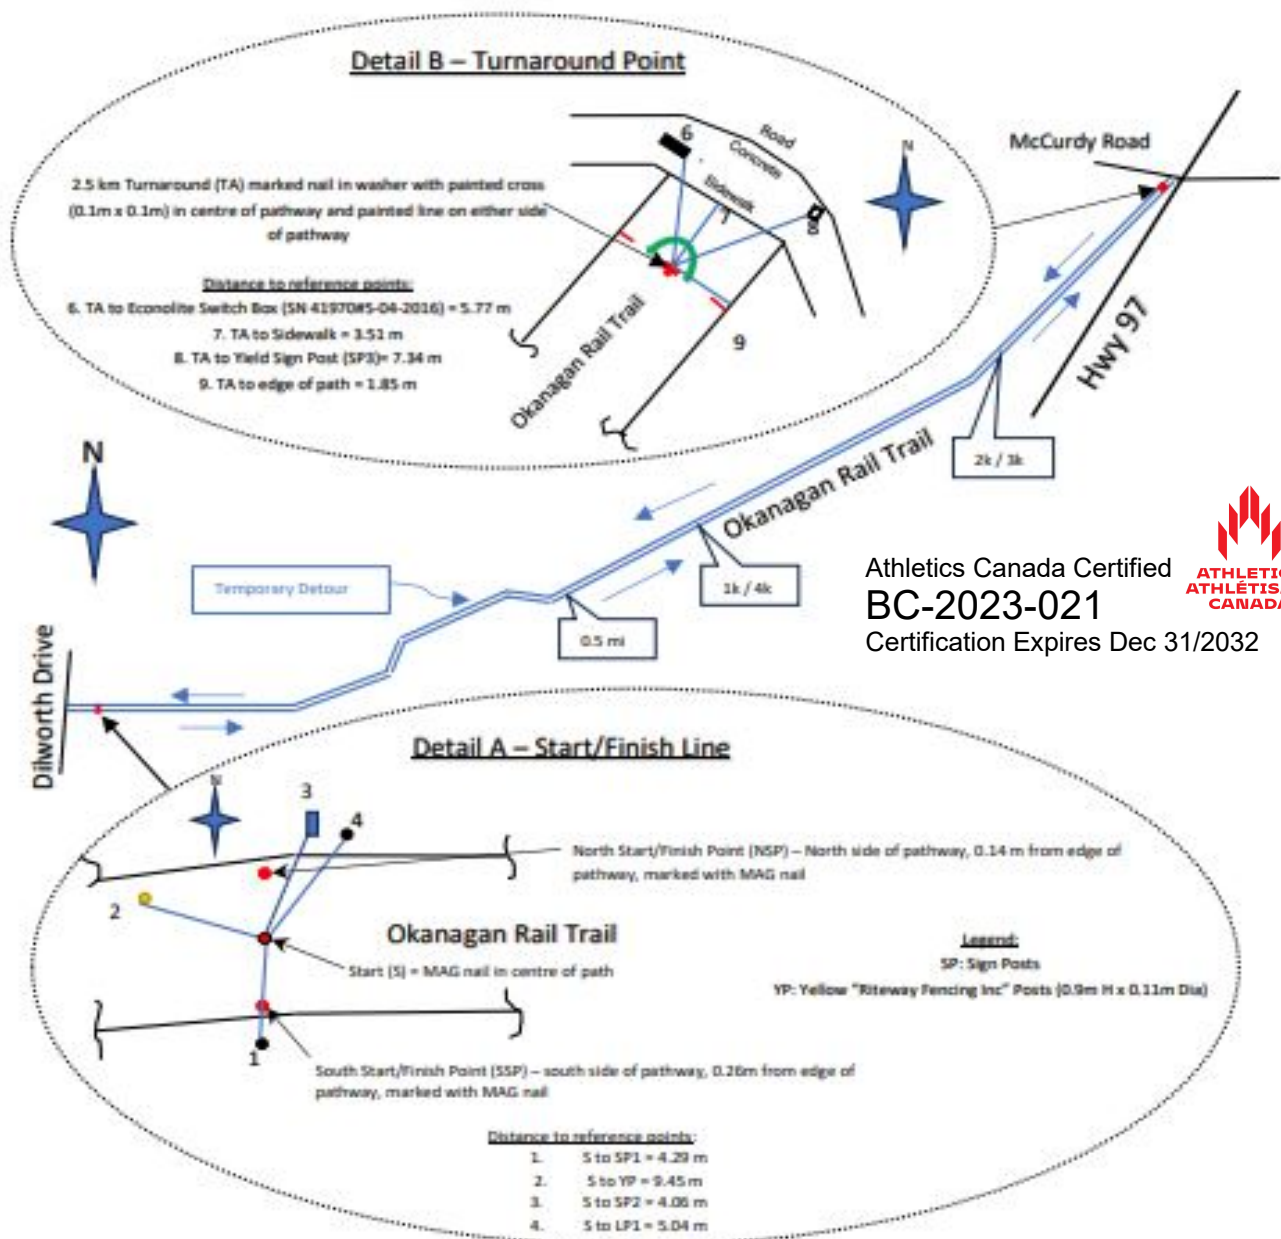 Detail B – Turnaround Point
6
Road
Concrete
Sidewalk
N
McCurdy Road
2.5 km Turnaround (TA) marked nail in washer with painted cross
(0.1m x 0.1m) in centre of pathway and painted line on either side
of pathway
Distance to reference points:
6. TA to Econolite Switch Box (SN 41970#5-04-2016) = 5.77 m
7. TA to Sidewalk = 3.51 m
8. TA to Yield Sign Post (SP3)= 7.34 m
9. TA to edge of path = 1.85 m
7
8
9
Okanagan Rail Trail
Hwy 97
N
2k / 3k
Okanagan Rail Trail
1k / 4k
Temporary Detour
0.5 mi
Athletics Canada Certified
BC-2023-021
Certification Expires Dec 31/2032
ATHLETI
ATHLÉTIS
CANADA
Dilworth Drive
Detail A – Start/Finish Line
N
3
4
North Start/Finish Point (NSP) – North side of pathway, 0.14 m from edge of
pathway, marked with MAG nail
2
Okanagan Rail Trail
Start (S) = MAG nail in centre of path
Legend:
SP: Sign Posts
YP: Yellow "Riteway Fencing Inc" Posts (0.9m H x 0.11m Dia)
1
South Start/Finish Point (SSP) – south side of pathway, 0.26m from edge of
pathway, marked with MAG nail
Distance to reference points:
1. S to SP1 = 4.29 m
2. S to YP = 9.45 m
3. S to SP2 = 4.06 m
4. S to LP1 = 5.04 m